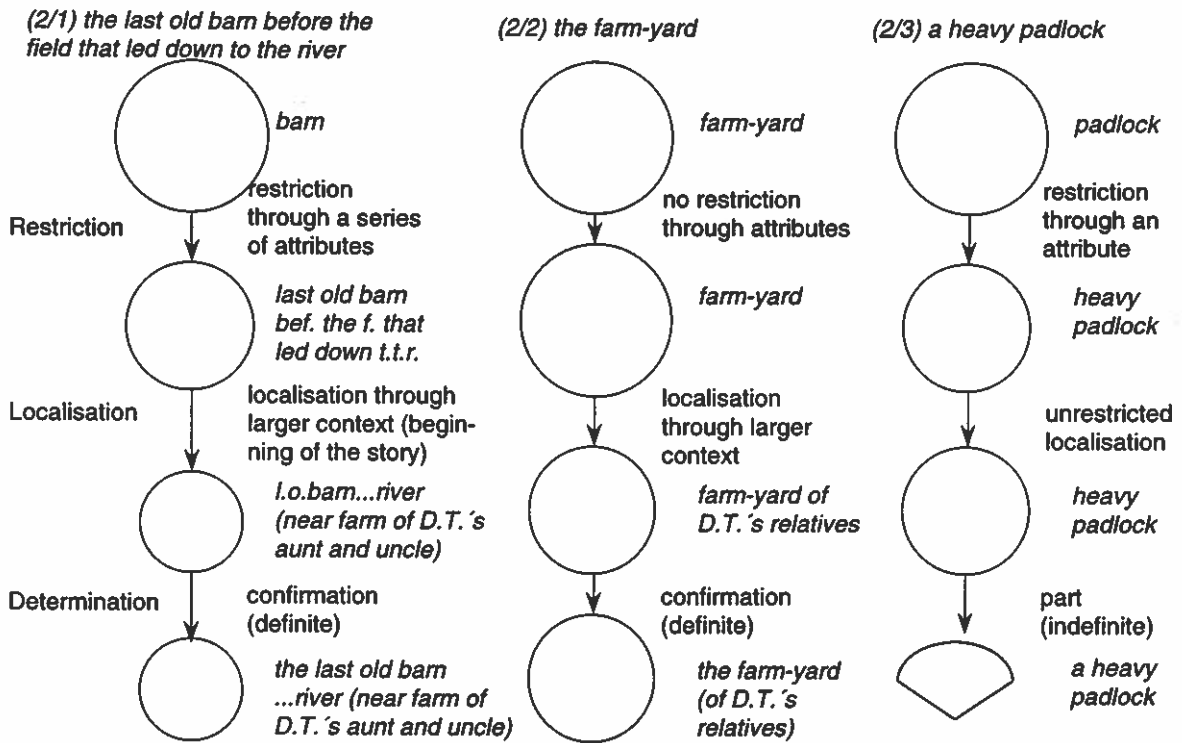 (2/1) the last old barn before the
field that led down to the river
(2/2) the farm-yard
(2/3) a heavy padlock
barn
farm-yard
padlock
Restriction
restriction
through a series
of attributes
no restriction
through attributes
restriction
through an
attribute
last old barn
bef. the f. that
led down t.t.r.
farm-yard
heavy
padlock
Localisation
localisation through
larger context (begin-
ning of the story)
localisation
through larger
context
unrestricted
localisation
l.o.barn...river
(near farm of D.T.´s
aunt and uncle)
farm-yard of
D.T.´s relatives
heavy
padlock
Determination
confirmation
(definite)
confirmation
(definite)
part
(indefinite)
the last old barn
...river (near farm of
D.T.´s aunt and uncle)
the farm-yard
(of D.T.´s
relatives)
a heavy
padlock